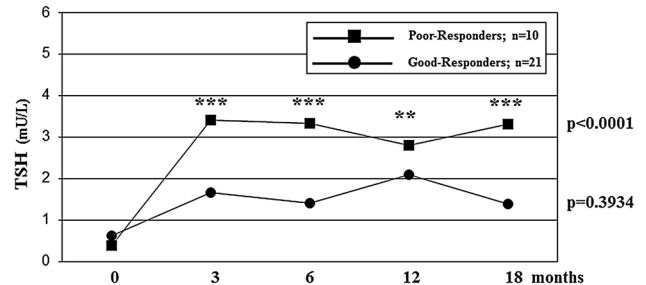 6
5
4
3
2
1
0
TSH (mU/L)
Poor-Responders; n=10
Good-Responders; n=21
*** *** ** ***
p<0.0001
p=0.3934
0 3 6 12 18 months